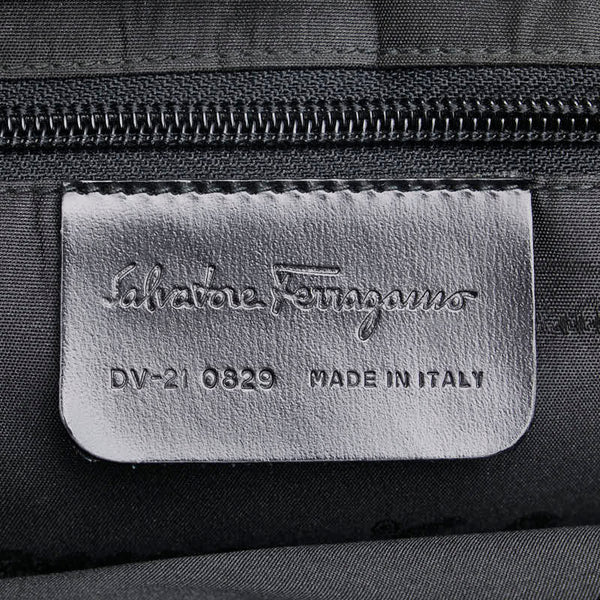 Salvatore Ferragamo
DV-21 0829 MADE IN ITALY